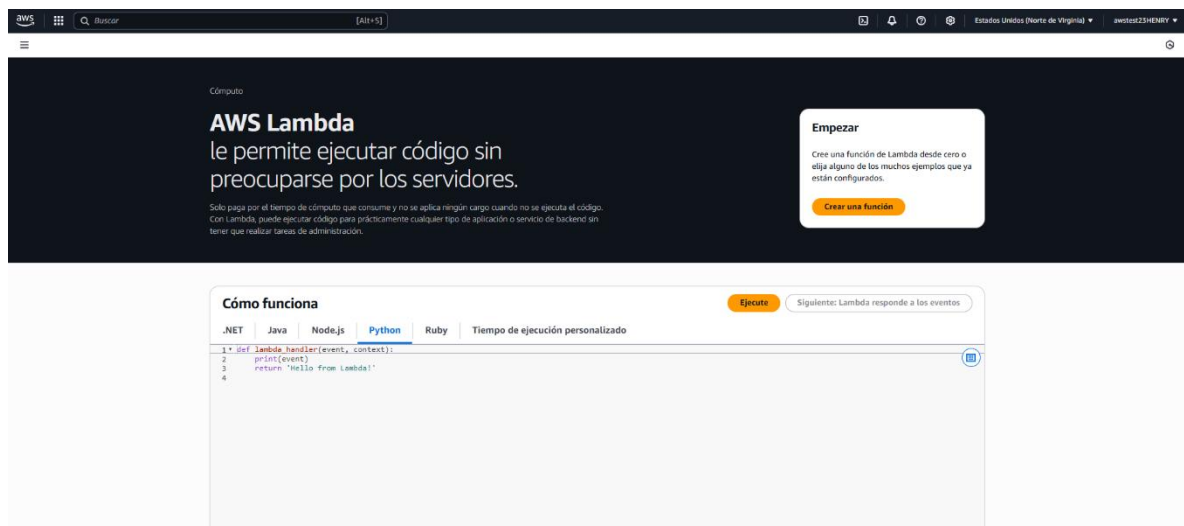 aws
Buscar [Alt+S]
Estados Unidos (Norte de Virginia) ▼
awstest23HENRY ▼
Cómputo
AWS Lambda
le permite ejecutar código sin
preocuparse por los servidores.
Solo paga por el tiempo de cómputo que consume y no se aplica ningún cargo cuando no se ejecuta el código.
Con Lambda, puede ejecutar código para prácticamente cualquier tipo de aplicación o servicio de backend sin
tener que realizar tareas de administración.
Empezar
Cree una función de Lambda desde cero o
elija alguno de los muchos ejemplos que ya
están configurados.
Crear una función
Cómo funciona
Ejecute
Siguiente: Lambda responde a los eventos
.NET Java Node.js Python Ruby Tiempo de ejecución personalizado
1 def lambda_handler(event, context):
2 print(event)
3 return 'Hello from Lambda!'
4